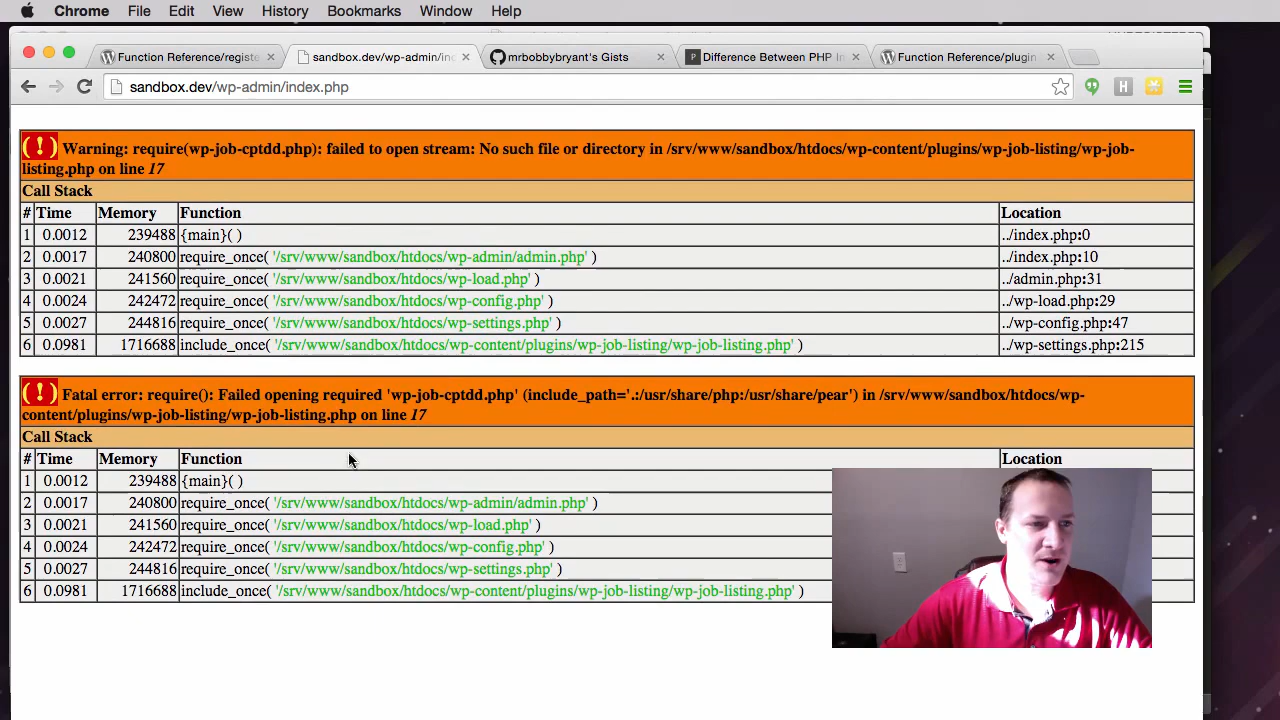 Chrome File Edit View History Bookmarks Window Help
Function Reference/registe sandbox.dev/wp-admin/ind mrbobbybryant's Gists Difference Between PHP In Function Reference/plugin
sandbox.dev/wp-admin/index.php
( ! ) Warning: require(wp-job-cptdd.php): failed to open stream: No such file or directory in /srv/www/sandbox/htdocs/wp-content/plugins/wp-job-listing/wp-job-
listing.php on line 17
Call Stack
# Time Memory Function Location
1 0.0012 239488 {main}( ) ../index.php:0
2 0.0017 240800 require_once( '/srv/www/sandbox/htdocs/wp-admin/admin.php' ) ../index.php:10
3 0.0021 241560 require_once( '/srv/www/sandbox/htdocs/wp-load.php' ) ../admin.php:31
4 0.0024 242472 require_once( '/srv/www/sandbox/htdocs/wp-config.php' ) ../wp-load.php:29
5 0.0027 244816 require_once( '/srv/www/sandbox/htdocs/wp-settings.php' ) ../wp-config.php:47
6 0.0981 1716688 include_once( '/srv/www/sandbox/htdocs/wp-content/plugins/wp-job-listing/wp-job-listing.php' ) ../wp-settings.php:215
( ! ) Fatal error: require(): Failed opening required 'wp-job-cptdd.php' (include_path='.:/usr/share/php:/usr/share/pear') in /srv/www/sandbox/htdocs/wp-
content/plugins/wp-job-listing/wp-job-listing.php on line 17
Call Stack
# Time Memory Function Location
1 0.0012 239488 {main}( )
2 0.0017 240800 require_once( '/srv/www/sandbox/htdocs/wp-admin/admin.php' )
3 0.0021 241560 require_once( '/srv/www/sandbox/htdocs/wp-load.php' )
4 0.0024 242472 require_once( '/srv/www/sandbox/htdocs/wp-config.php' )
5 0.0027 244816 require_once( '/srv/www/sandbox/htdocs/wp-settings.php' )
6 0.0981 1716688 include_once( '/srv/www/sandbox/htdocs/wp-content/plugins/wp-job-listing/wp-job-listing.php' )